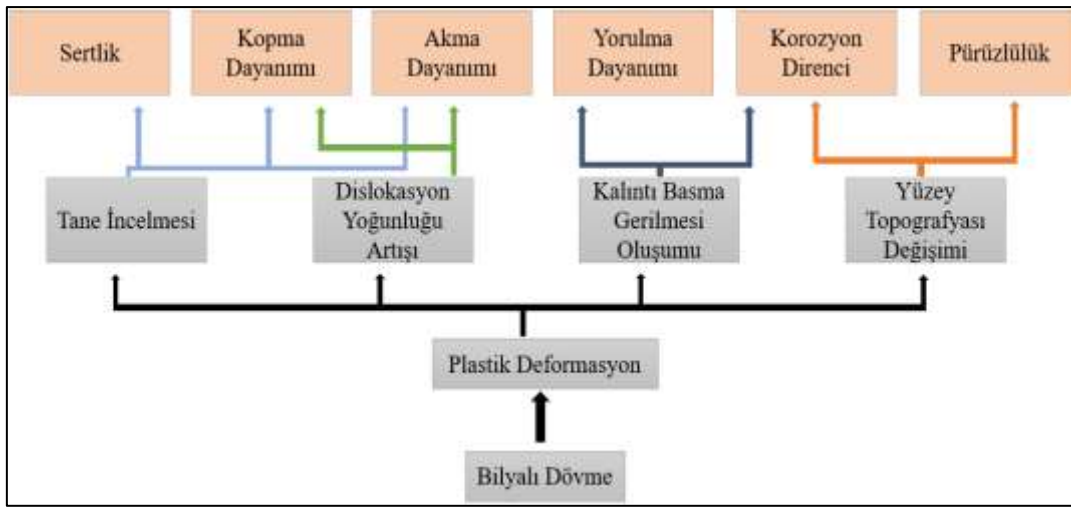 Sertlik
Kopma
Dayanımı
Akma
Dayanımı
Yorulma
Dayanımı
Korozyon
Direnci
Pürüzlülük
Tane İncelmesi
Dislokasyon
Yoğunluğu
Artışı
Kalıntı Basma
Gerilmesi
Oluşumu
Yüzey
Topografyası
Değişimi
Plastik Deformasyon
Bilyalı Dövme